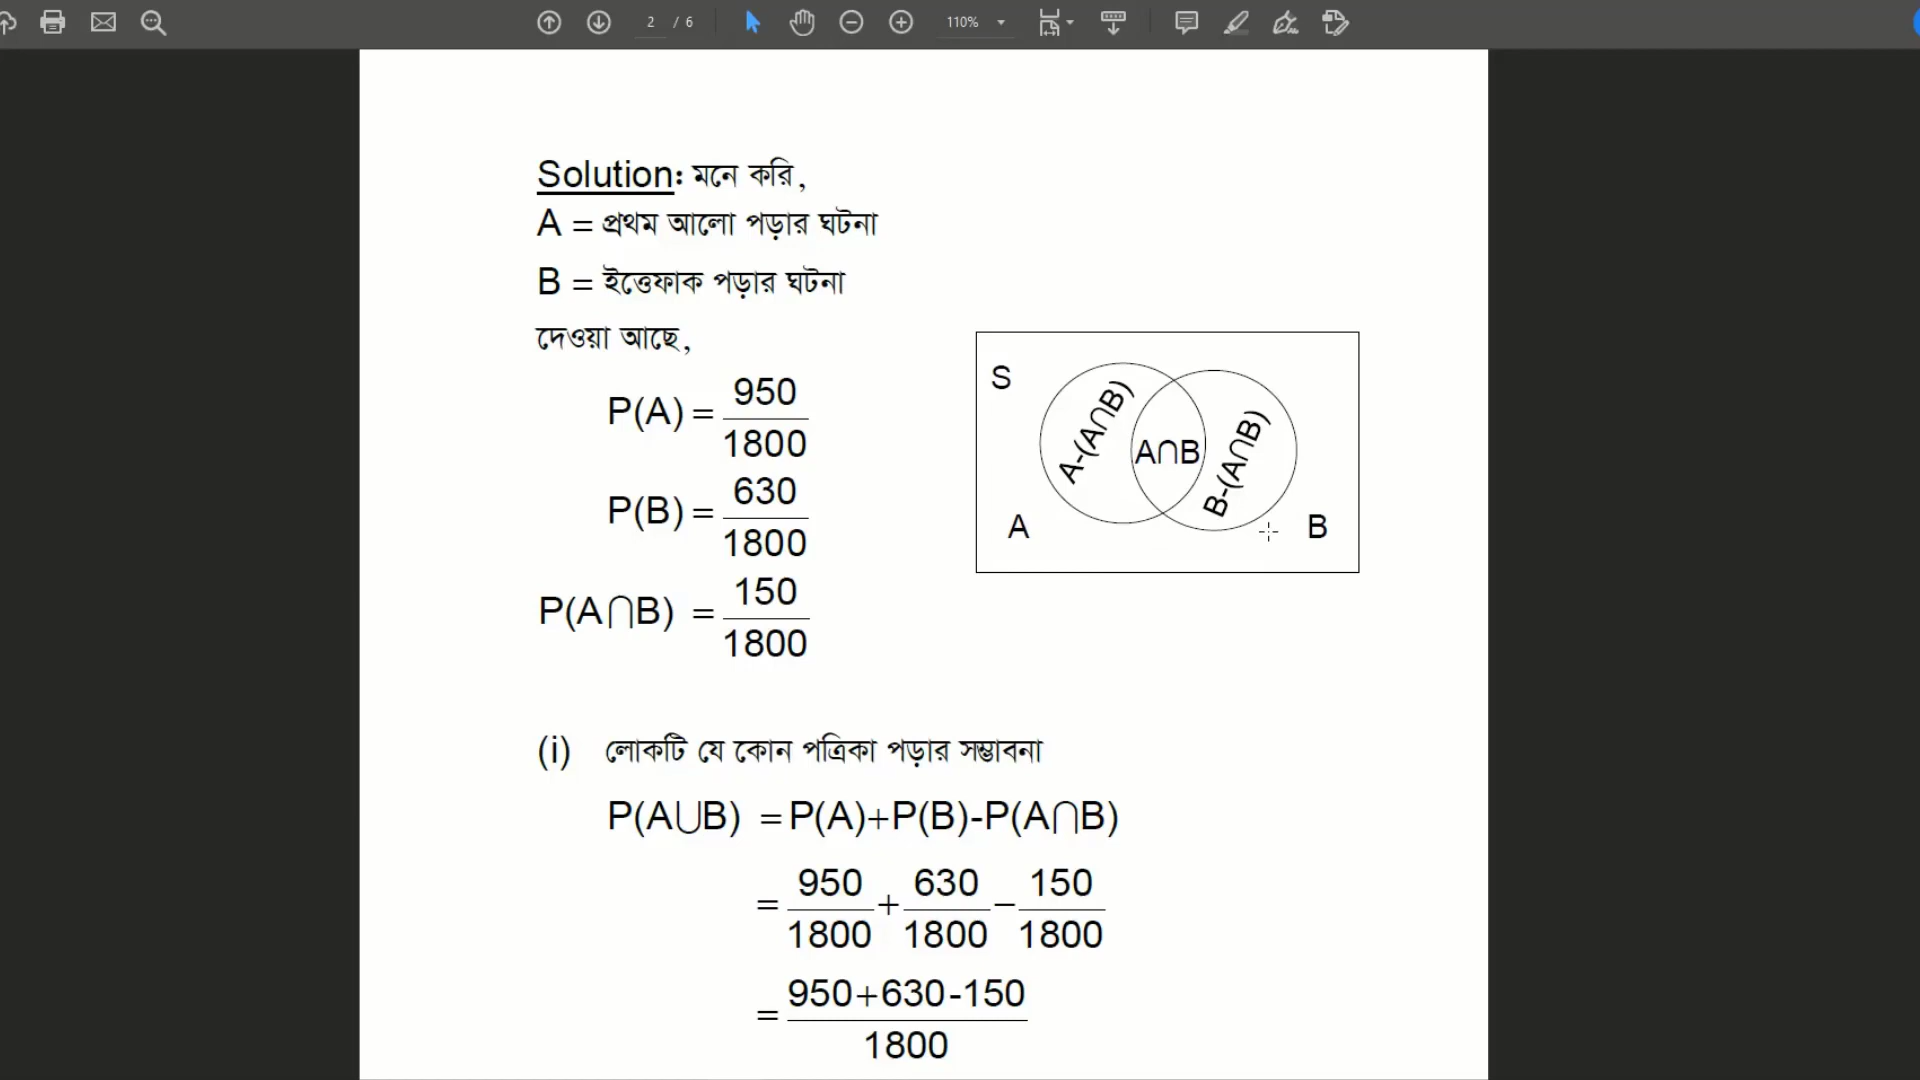 2 / 6 110%
Solution: মনে করি,
A = প্রথম আলো পড়ার ঘটনা
B = ইত্তেফাক পড়ার ঘটনা
দেওয়া আছে,
P(A) = 950/1800
P(B) = 630/1800
P(A∩B) = 150/1800
S
A-(A∩B) A∩B B-(A∩B)
A B
(i) লোকটি যে কোন পত্রিকা পড়ার সম্ভাবনা
P(A∪B) = P(A)+P(B)-P(A∩B)
= 950/1800 + 630/1800 − 150/1800
= 950+630-150/1800